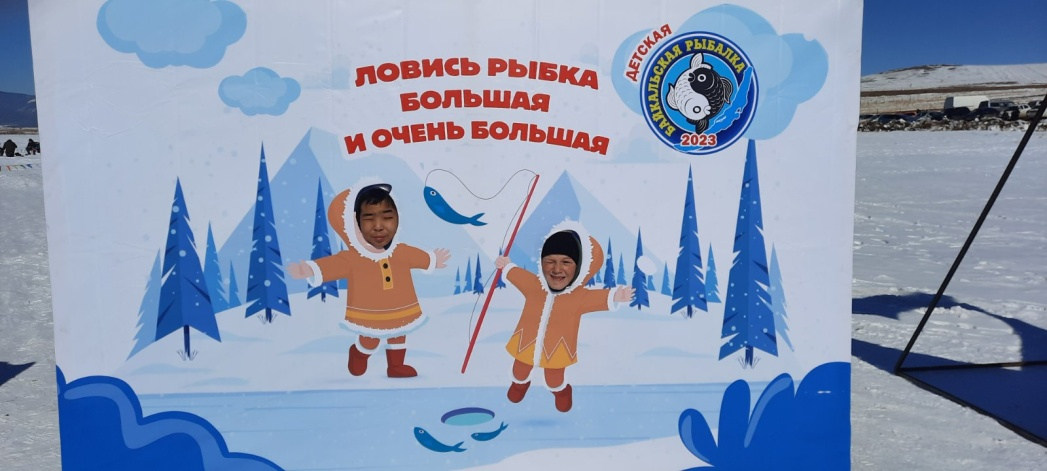 ЛОВИСЬ РЫБКА
БОЛЬШАЯ
И ОЧЕНЬ БОЛЬШАЯ
ДЕТСКАЯ
БАЙКАЛЬСКАЯ РЫБАЛКА
2023